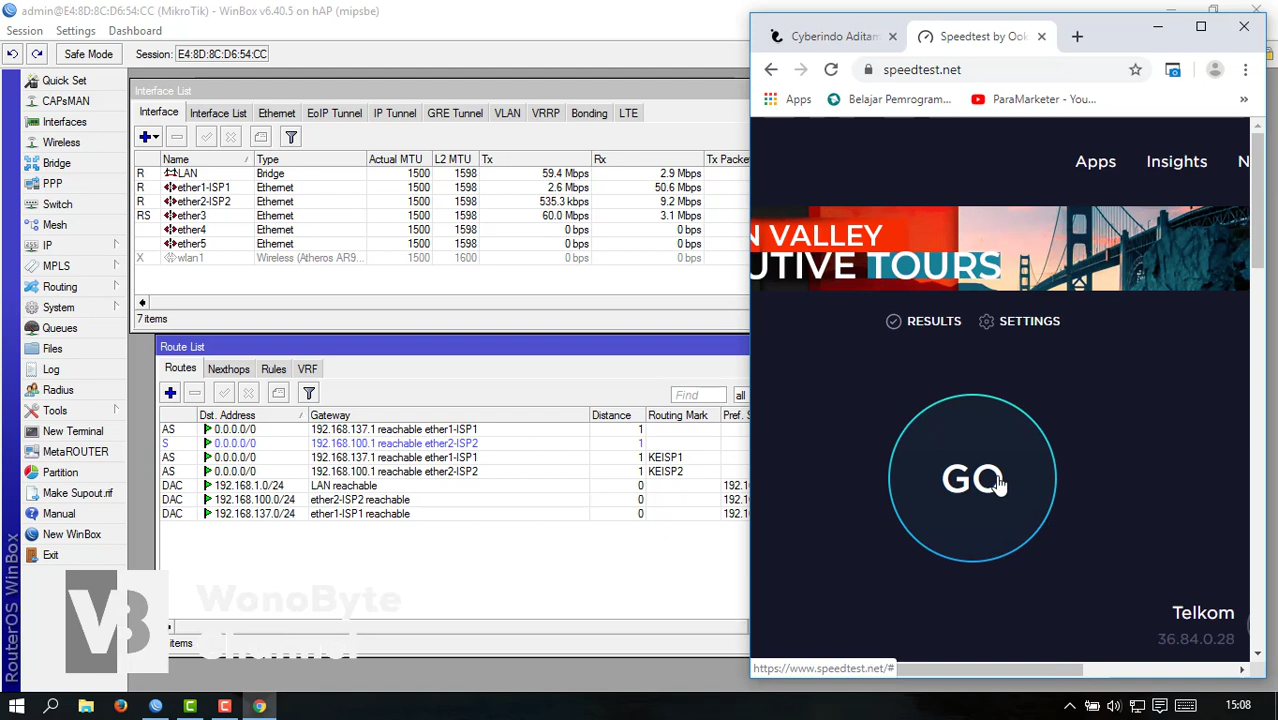 admin@E4:8D:8C:D6:54:CC (MikroTik) - WinBox v6.40.5 on hAP (mipsbe)
Session Settings Dashboard
Safe Mode Session: E4:8D:8C:D6:54:CC
Quick Set
CAPsMAN
Interfaces
Wireless
Bridge
PPP
Switch
Mesh
IP
MPLS
Routing
System
Queues
Files
Log
Radius
Tools
New Terminal
MetaROUTER
Partition
Make Supout.rif
Manual
New WinBox
Exit
RouterOS WinBox
Interface List
Interface Interface List Ethernet EoIP Tunnel IP Tunnel GRE Tunnel VLAN VRRP Bonding LTE
Name Type Actual MTU L2 MTU Tx Rx Tx Packet
R LAN Bridge 1500 1598 59.4 Mbps 2.9 Mbps
R ether1-ISP1 Ethernet 1500 1598 2.6 Mbps 50.6 Mbps
R ether2-ISP2 Ethernet 1500 1598 535.3 kbps 9.2 Mbps
RS ether3 Ethernet 1500 1598 60.0 Mbps 3.1 Mbps
ether4 Ethernet 1500 1598 0 bps 0 bps
ether5 Ethernet 1500 1598 0 bps 0 bps
X wlan1 Wireless (Atheros AR9... 1500 1600 0 bps 0 bps
7 items
Route List
Routes Nexthops Rules VRF
Find all
Dst. Address Gateway Distance Routing Mark Pref. S
AS 0.0.0.0/0 192.168.137.1 reachable ether1-ISP1 1
S 0.0.0.0/0 192.168.100.1 reachable ether2-ISP2 1
AS 0.0.0.0/0 192.168.137.1 reachable ether1-ISP1 1 KEISP1
AS 0.0.0.0/0 192.168.100.1 reachable ether2-ISP2 1 KEISP2
DAC 192.168.1.0/24 LAN reachable 0 192.1
DAC 192.168.100.0/24 ether2-ISP2 reachable 0 192.1
DAC 192.168.137.0/24 ether1-ISP1 reachable 0 192.1
items
WonoByte
Channel
Cyberindo Aditam Speedtest by Ook
speedtest.net
Apps Belajar Pemrogram... ParaMarketer - You... »
Apps Insights N
N VALLEY
UTIVE TOURS
RESULTS SETTINGS
GO
Telkom
36.84.0.28
https://www.speedtest.net/#
15:08